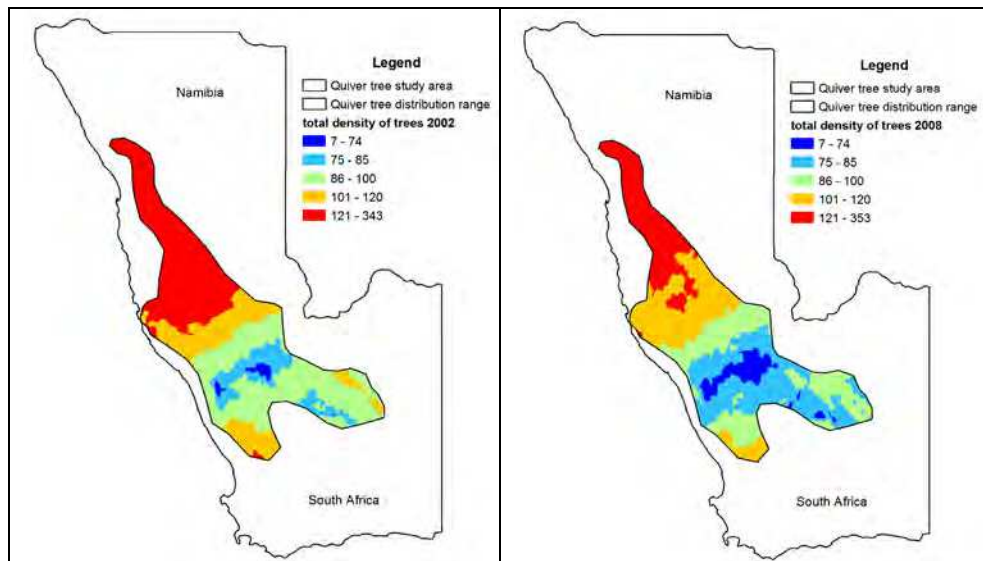 Legend
Namibia
Quiver tree study area
Quiver tree distribution range
total density of trees 2002
7 - 74
75 - 85
86 - 100
101 - 120
121 - 343
South Africa
Legend
Namibia
Quiver tree study area
Quiver tree distribution range
total density of trees 2008
7 - 74
75 - 85
86 - 100
101 - 120
121 - 353
South Africa